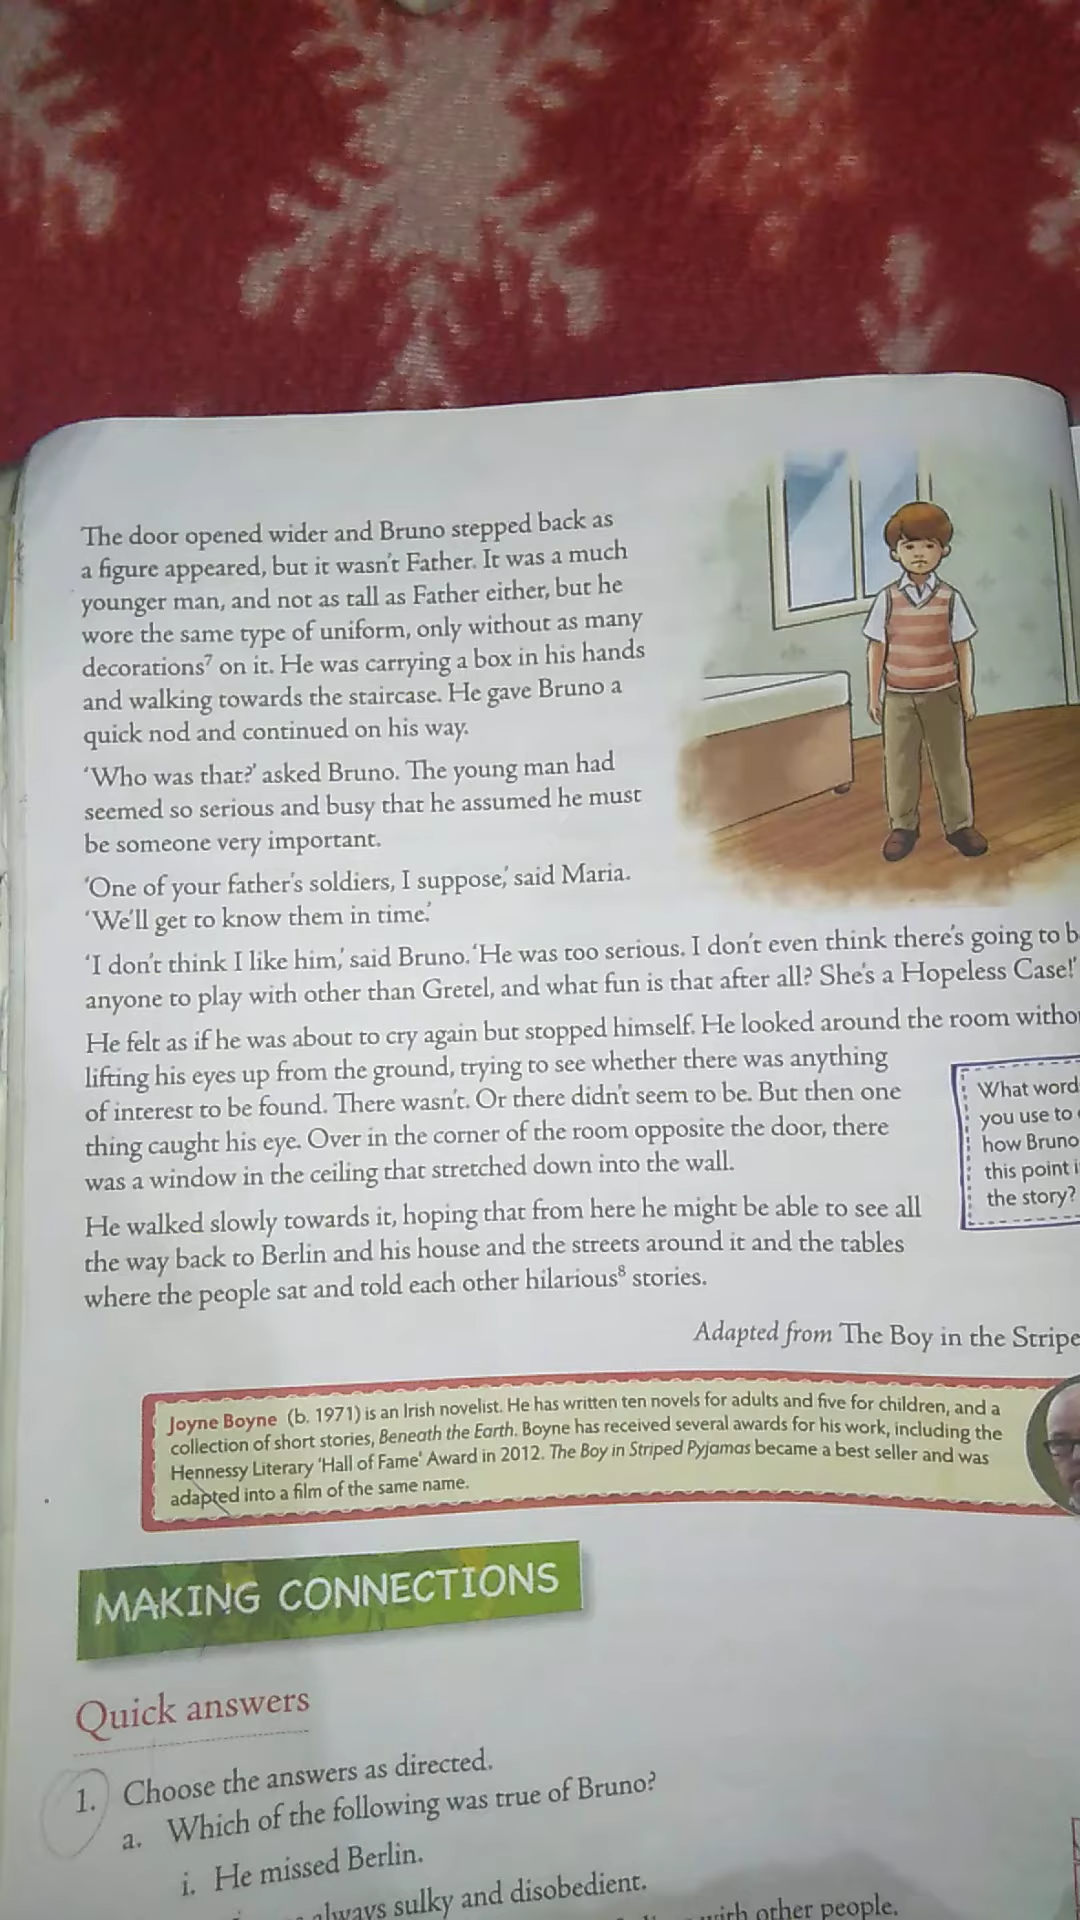 The door opened wider and Bruno stepped back as
a figure appeared, but it wasn't Father. It was a much
younger man, and not as tall as Father either, but he
wore the same type of uniform, only without as many
decorations⁷ on it. He was carrying a box in his hands
and walking towards the staircase. He gave Bruno a
quick nod and continued on his way.
'Who was that?' asked Bruno. The young man had
seemed so serious and busy that he assumed he must
be someone very important.
'One of your father's soldiers, I suppose,' said Maria.
'We'll get to know them in time.'
'I don't think I like him,' said Bruno. 'He was too serious. I don't even think there's going to b
anyone to play with other than Gretel, and what fun is that after all? She's a Hopeless Case!'
He felt as if he was about to cry again but stopped himself. He looked around the room witho
lifting his eyes up from the ground, trying to see whether there was anything
of interest to be found. There wasn't. Or there didn't seem to be. But then one
thing caught his eye. Over in the corner of the room opposite the door, there
was a window in the ceiling that stretched down into the wall.
What word
you use to
how Bruno
this point i
the story?
He walked slowly towards it, hoping that from here he might be able to see all
the way back to Berlin and his house and the streets around it and the tables
where the people sat and told each other hilarious⁸ stories.
Adapted from The Boy in the Stripe
Joyne Boyne (b. 1971) is an Irish novelist. He has written ten novels for adults and five for children, and a
collection of short stories, Beneath the Earth. Boyne has received several awards for his work, including the
Hennessy Literary 'Hall of Fame' Award in 2012. The Boy in Striped Pyjamas became a best seller and was
adapted into a film of the same name.
MAKING CONNECTIONS
Quick answers
1. Choose the answers as directed.
a. Which of the following was true of Bruno?
i. He missed Berlin.
always sulky and disobedient.
with other people.